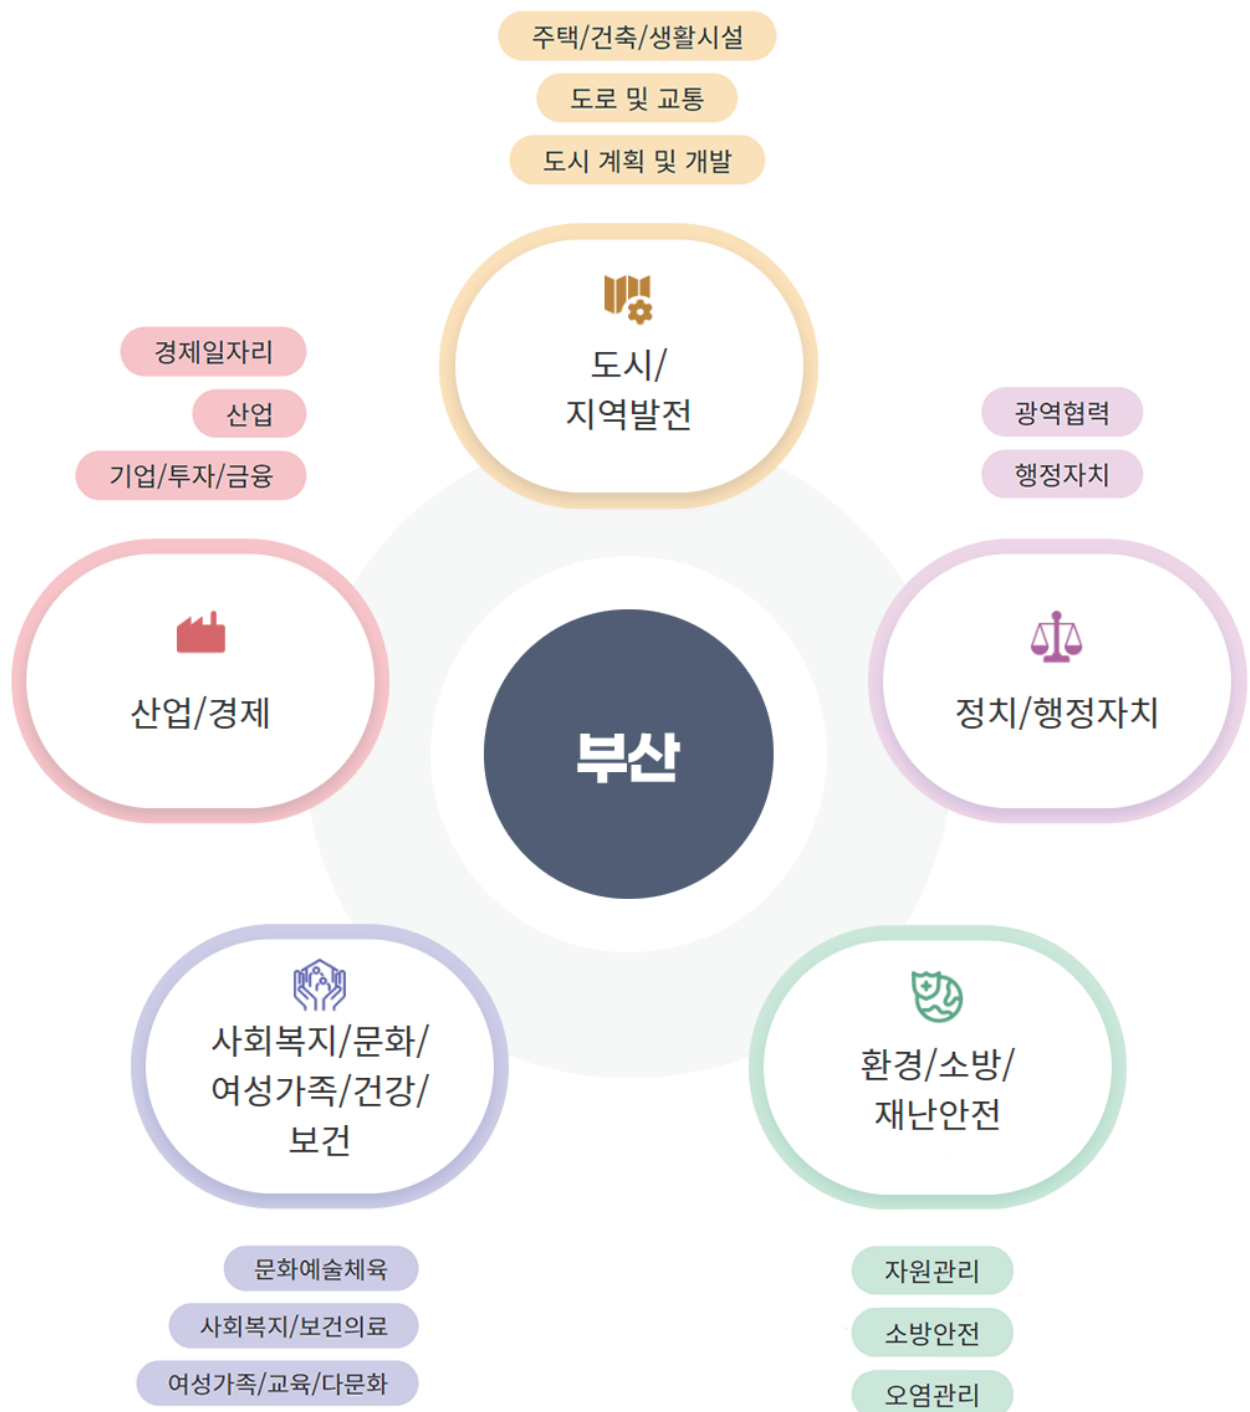 주택/건축/생활시설
도로 및 교통
도시 계획 및 개발
도시/
지역발전
경제일자리
산업
기업/투자/금융
산업/경제
광역협력
행정자치
정치/행정자치
부산
사회복지/문화/
여성가족/건강/
보건
문화예술체육
사회복지/보건의료
여성가족/교육/다문화
환경/소방/
재난안전
자원관리
소방안전
오염관리